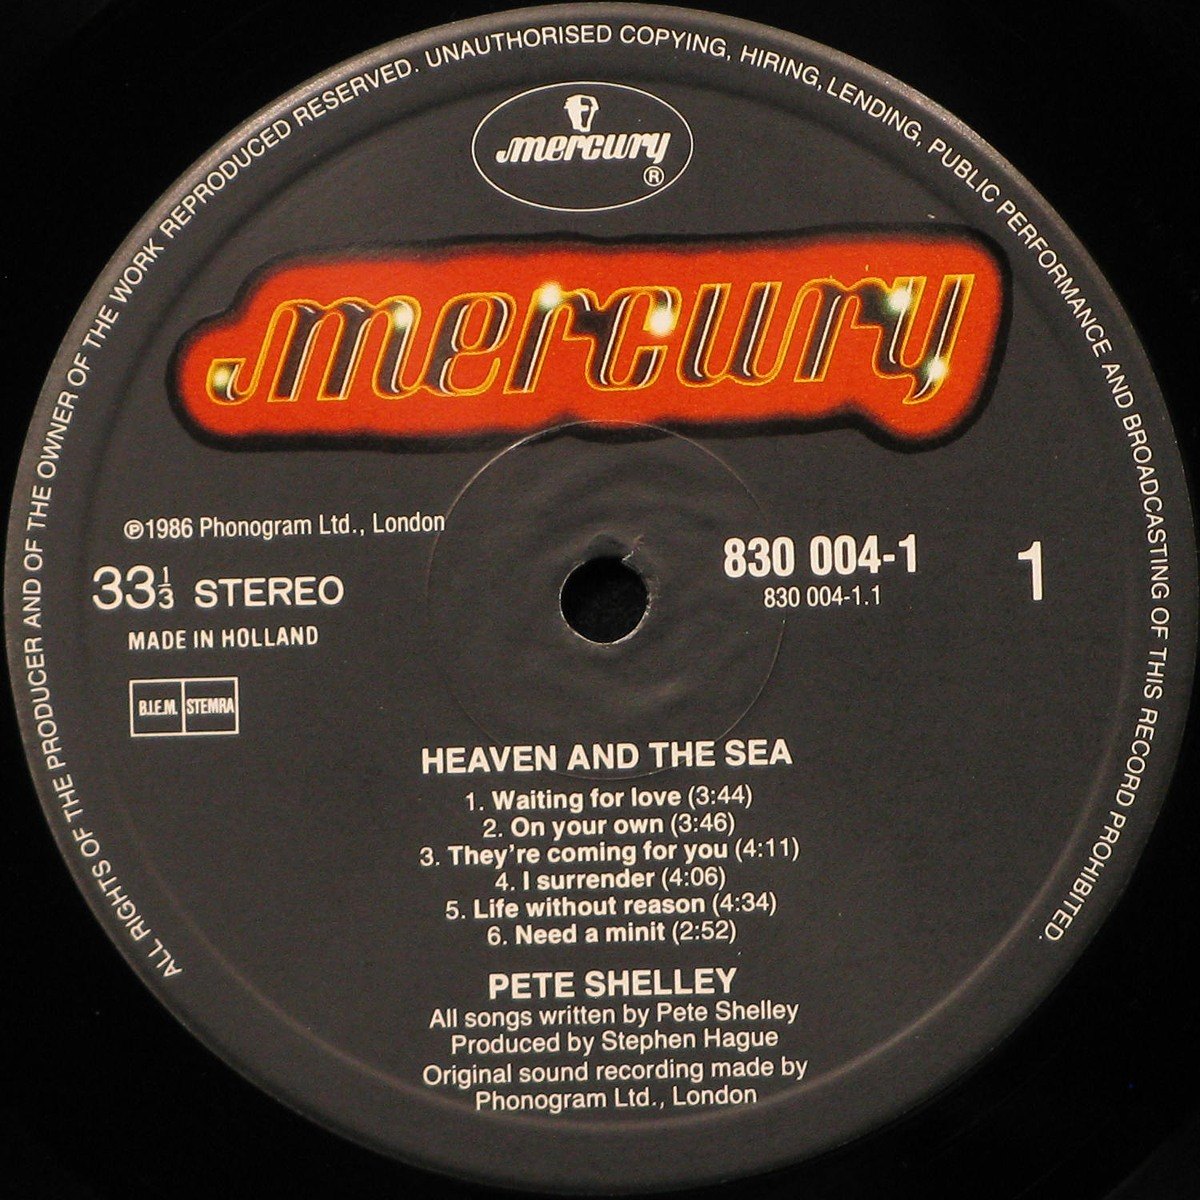 ALL RIGHTS OF THE PRODUCER AND OF THE OWNER OF THE WORK REPRODUCED RESERVED. UNAUTHORISED COPYING, HIRING, LENDING, PUBLIC PERFORMANCE AND BROADCASTING OF THIS RECORD PROHIBITED.
mercury
®
mercury
℗1986 Phonogram Ltd., London
33⅓ STEREO
MADE IN HOLLAND
B.I.E.M. STEMRA
830 004-1
830 004-1.1
1
HEAVEN AND THE SEA
1. Waiting for love (3:44)
2. On your own (3:46)
3. They're coming for you (4:11)
4. I surrender (4:06)
5. Life without reason (4:34)
6. Need a minit (2:52)
PETE SHELLEY
All songs written by Pete Shelley
Produced by Stephen Hague
Original sound recording made by
Phonogram Ltd., London